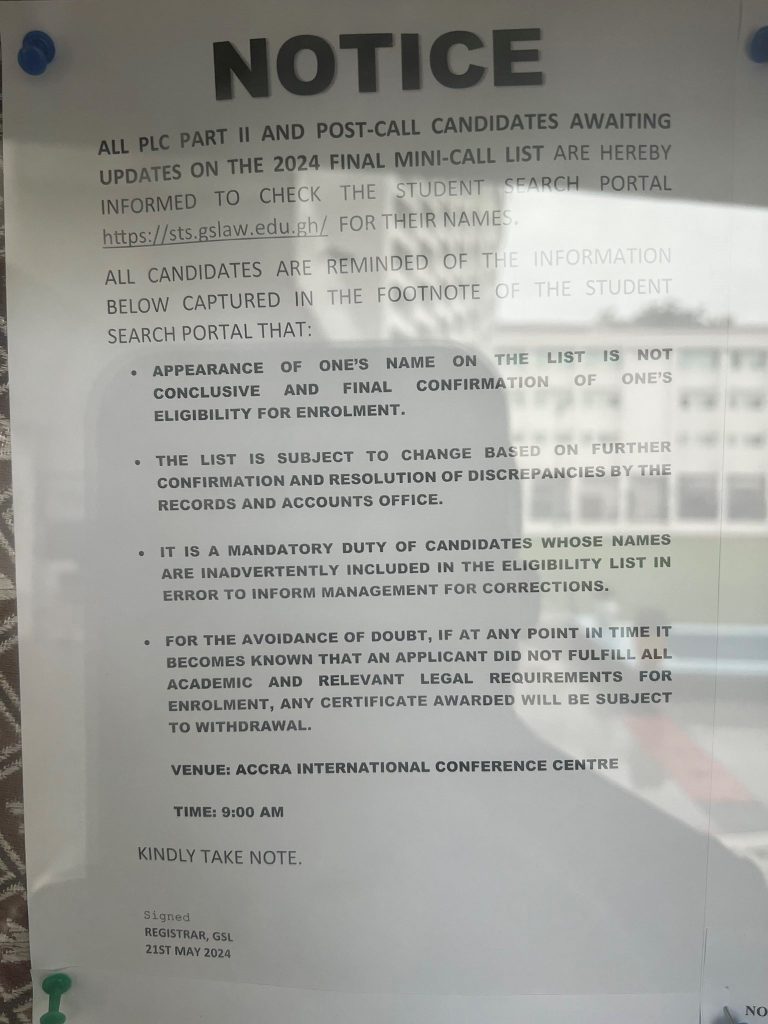 NOTICE
ALL PLC PART II AND POST-CALL CANDIDATES AWAITING
UPDATES ON THE 2024 FINAL MINI-CALL LIST ARE HEREBY
INFORMED TO CHECK THE STUDENT SEARCH PORTAL
https://sts.gslaw.edu.gh/ FOR THEIR NAMES.
ALL CANDIDATES ARE REMINDED OF THE INFORMATION
BELOW CAPTURED IN THE FOOTNOTE OF THE STUDENT
SEARCH PORTAL THAT:
• APPEARANCE OF ONE'S NAME ON THE LIST IS NOT
CONCLUSIVE AND FINAL CONFIRMATION OF ONE'S
ELIGIBILITY FOR ENROLMENT.
• THE LIST IS SUBJECT TO CHANGE BASED ON FURTHER
CONFIRMATION AND RESOLUTION OF DISCREPANCIES BY THE
RECORDS AND ACCOUNTS OFFICE.
• IT IS A MANDATORY DUTY OF CANDIDATES WHOSE NAMES
ARE INADVERTENTLY INCLUDED IN THE ELIGIBILITY LIST IN
ERROR TO INFORM MANAGEMENT FOR CORRECTIONS.
• FOR THE AVOIDANCE OF DOUBT, IF AT ANY POINT IN TIME IT
BECOMES KNOWN THAT AN APPLICANT DID NOT FULFILL ALL
ACADEMIC AND RELEVANT LEGAL REQUIREMENTS FOR
ENROLMENT, ANY CERTIFICATE AWARDED WILL BE SUBJECT
TO WITHDRAWAL.
VENUE: ACCRA INTERNATIONAL CONFERENCE CENTRE
TIME: 9:00 AM
KINDLY TAKE NOTE.
Signed
REGISTRAR, GSL
21ST MAY 2024
NO